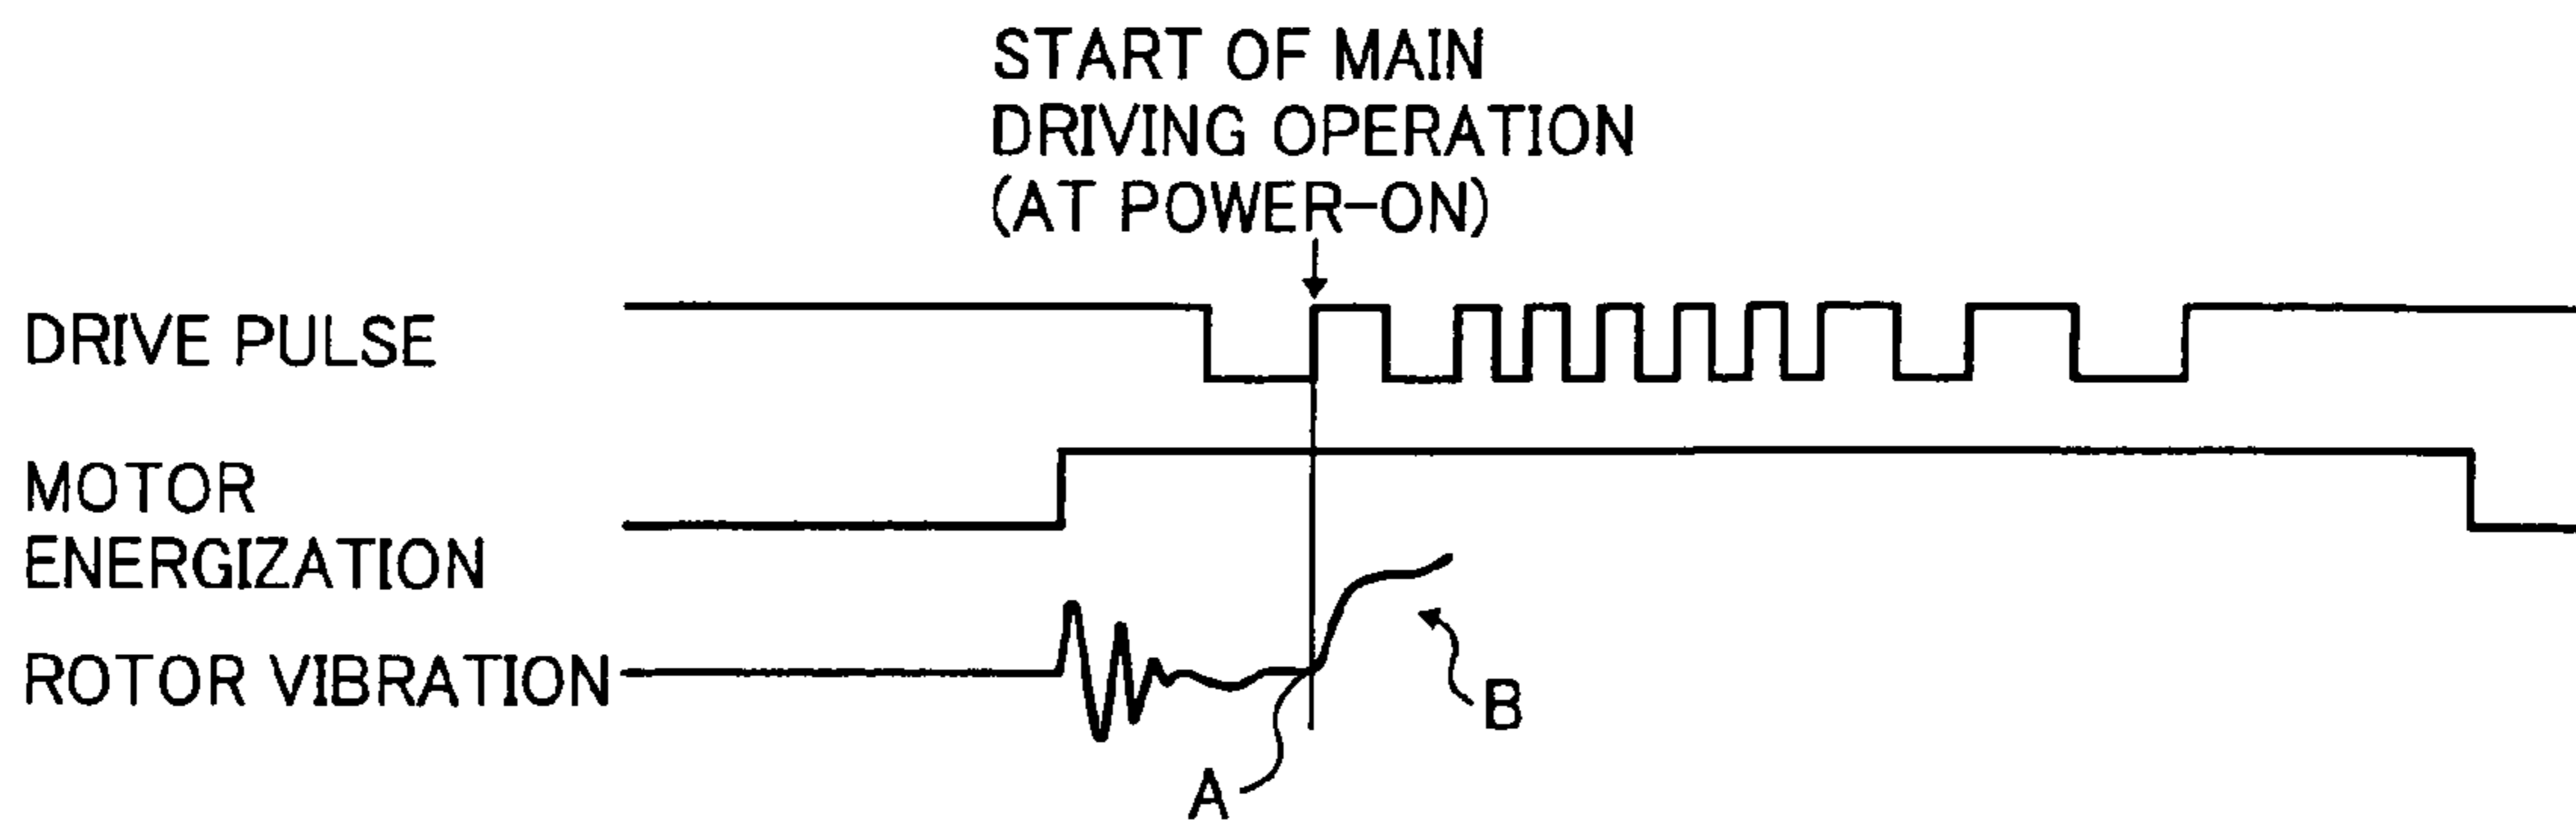 START OF MAIN
DRIVING OPERATION
(AT POWER-ON)
DRIVE PULSE
MOTOR
ENERGIZATION
ROTOR VIBRATION
B
A